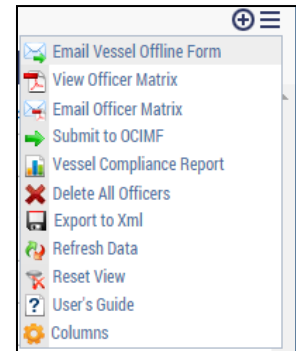 Email Vessel Offline Form
View Officer Matrix
Email Officer Matrix
Submit to OCIMF
Vessel Compliance Report
Delete All Officers
Export to Xml
Refresh Data
Reset View
User's Guide
Columns